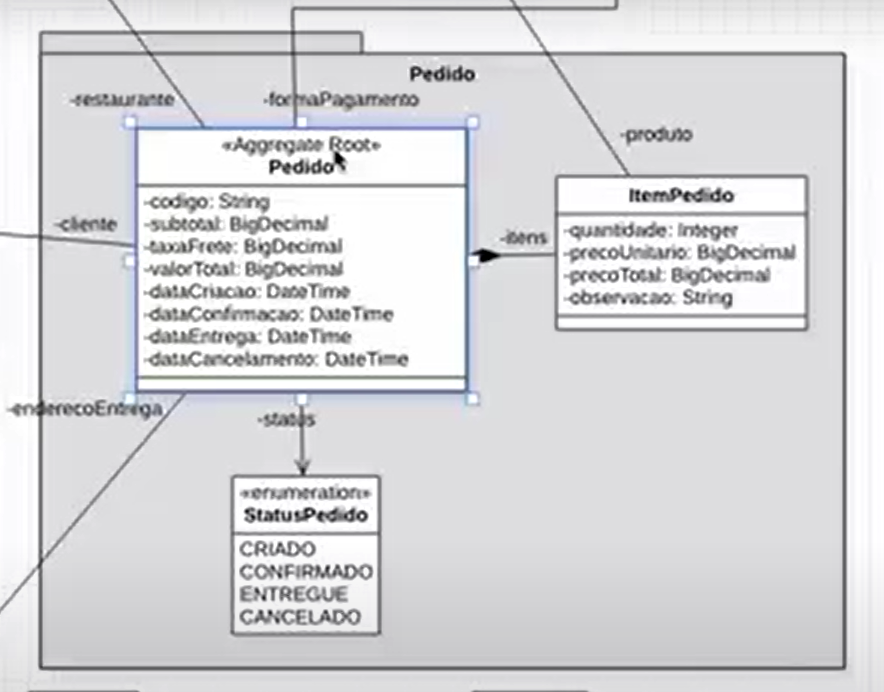 Pedido
-restaurante
-formaPagamento
-produto
«Aggregate Root»
Pedido
-codigo: String
-subtotal: BigDecimal
-taxaFrete: BigDecimal
-valorTotal: BigDecimal
-dataCriacao: DateTime
-dataConfirmacao: DateTime
-dataEntrega: DateTime
-dataCancelamento: DateTime
-cliente
-itens
ItemPedido
-quantidade: Integer
-precoUnitario: BigDecimal
-precoTotal: BigDecimal
-observacao: String
-enderecoEntrega
-status
«enumeration»
StatusPedido
CRIADO
CONFIRMADO
ENTREGUE
CANCELADO